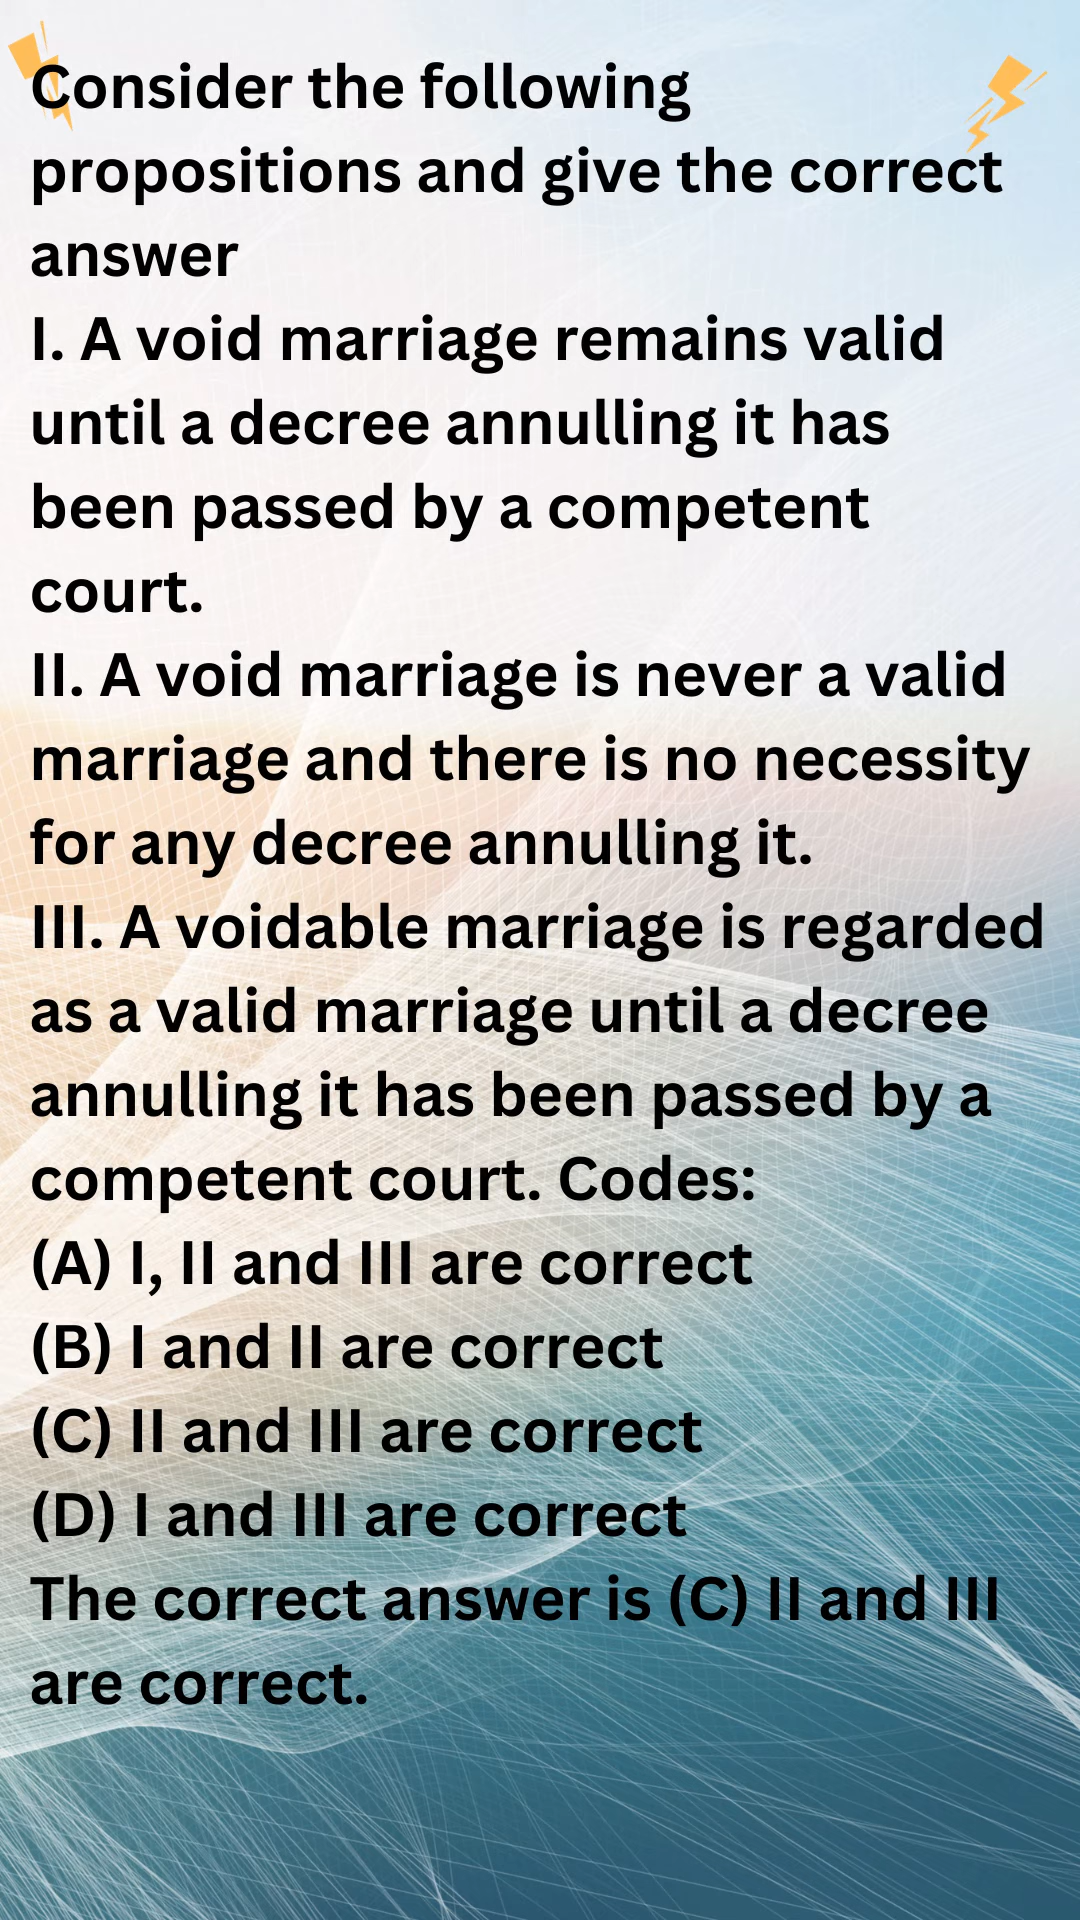 Consider the following
propositions and give the correct
answer
I. A void marriage remains valid
until a decree annulling it has
been passed by a competent
court.
II. A void marriage is never a valid
marriage and there is no necessity
for any decree annulling it.
III. A voidable marriage is regarded
as a valid marriage until a decree
annulling it has been passed by a
competent court. Codes:
(A) I, II and III are correct
(B) I and II are correct
(C) II and III are correct
(D) I and III are correct
The correct answer is (C) II and III
are correct.